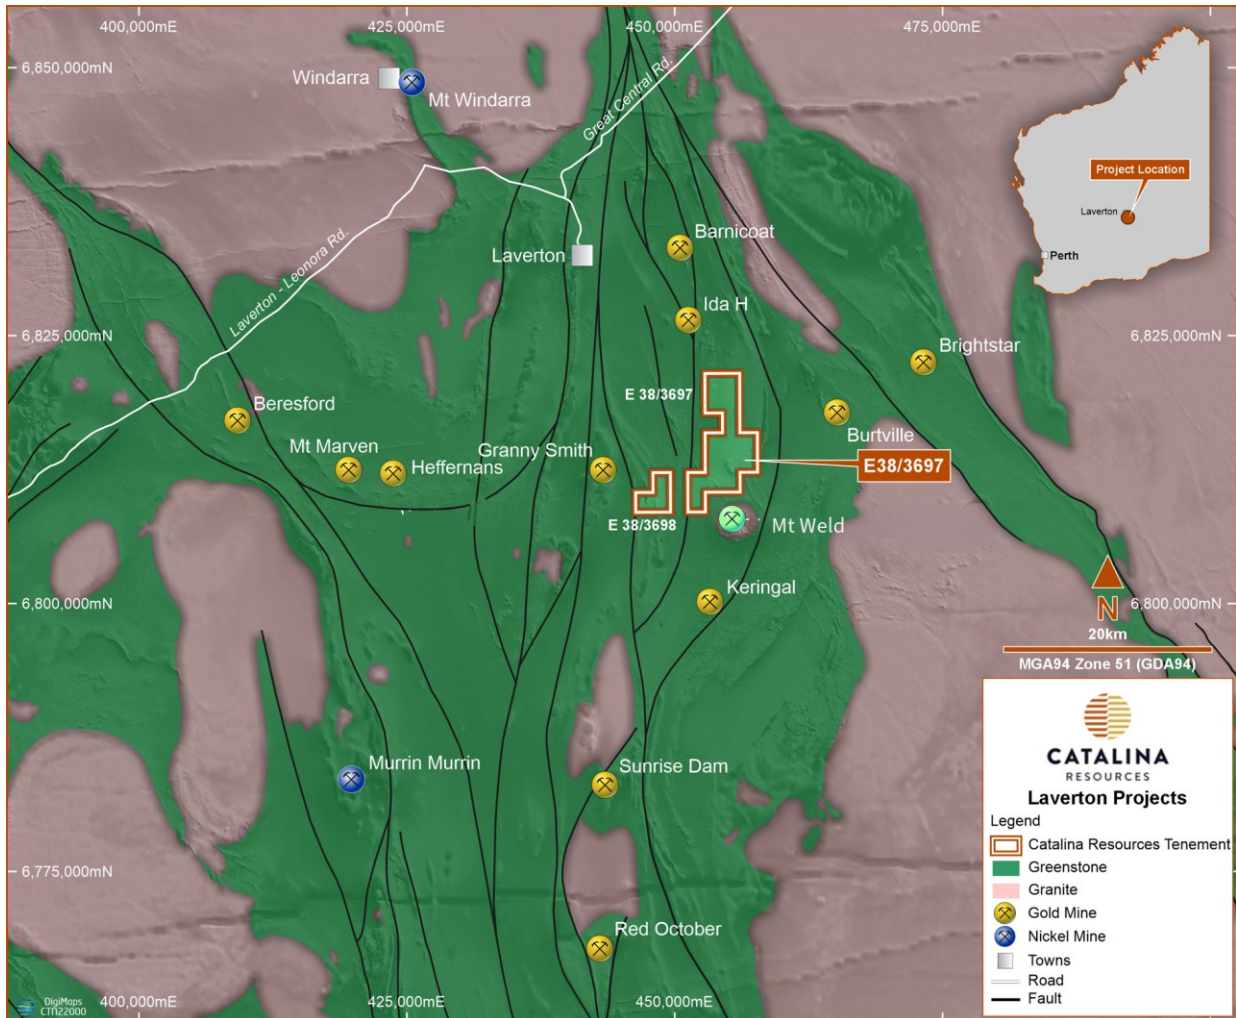 400,000mE
425,000mE
450,000mE
475,000mE
6,850,000mN
Windarra
Mt Windarra
Great Central Rd.
Project Location
Laverton
Perth
Laverton - Leonora Rd.
Laverton
Barnicoat
Ida H
6,825,000mN
6,825,000mN
Brightstar
E 38/3697
Beresford
Burtville
Mt Marven
Heffernans
Granny Smith
E38/3697
E 38/3698
Mt Weld
Keringal
6,800,000mN
6,800,000mN
N
20km
MGA94 Zone 51 (GDA94)
Murrin Murrin
Sunrise Dam
6,775,000mN
Red October
CATALINA
RESOURCES
Laverton Projects
Legend
Catalina Resources Tenement
Greenstone
Granite
Gold Mine
Nickel Mine
Towns
Road
Fault
DigiMaps
CTN22000
400,000mE
425,000mE
450,000mE